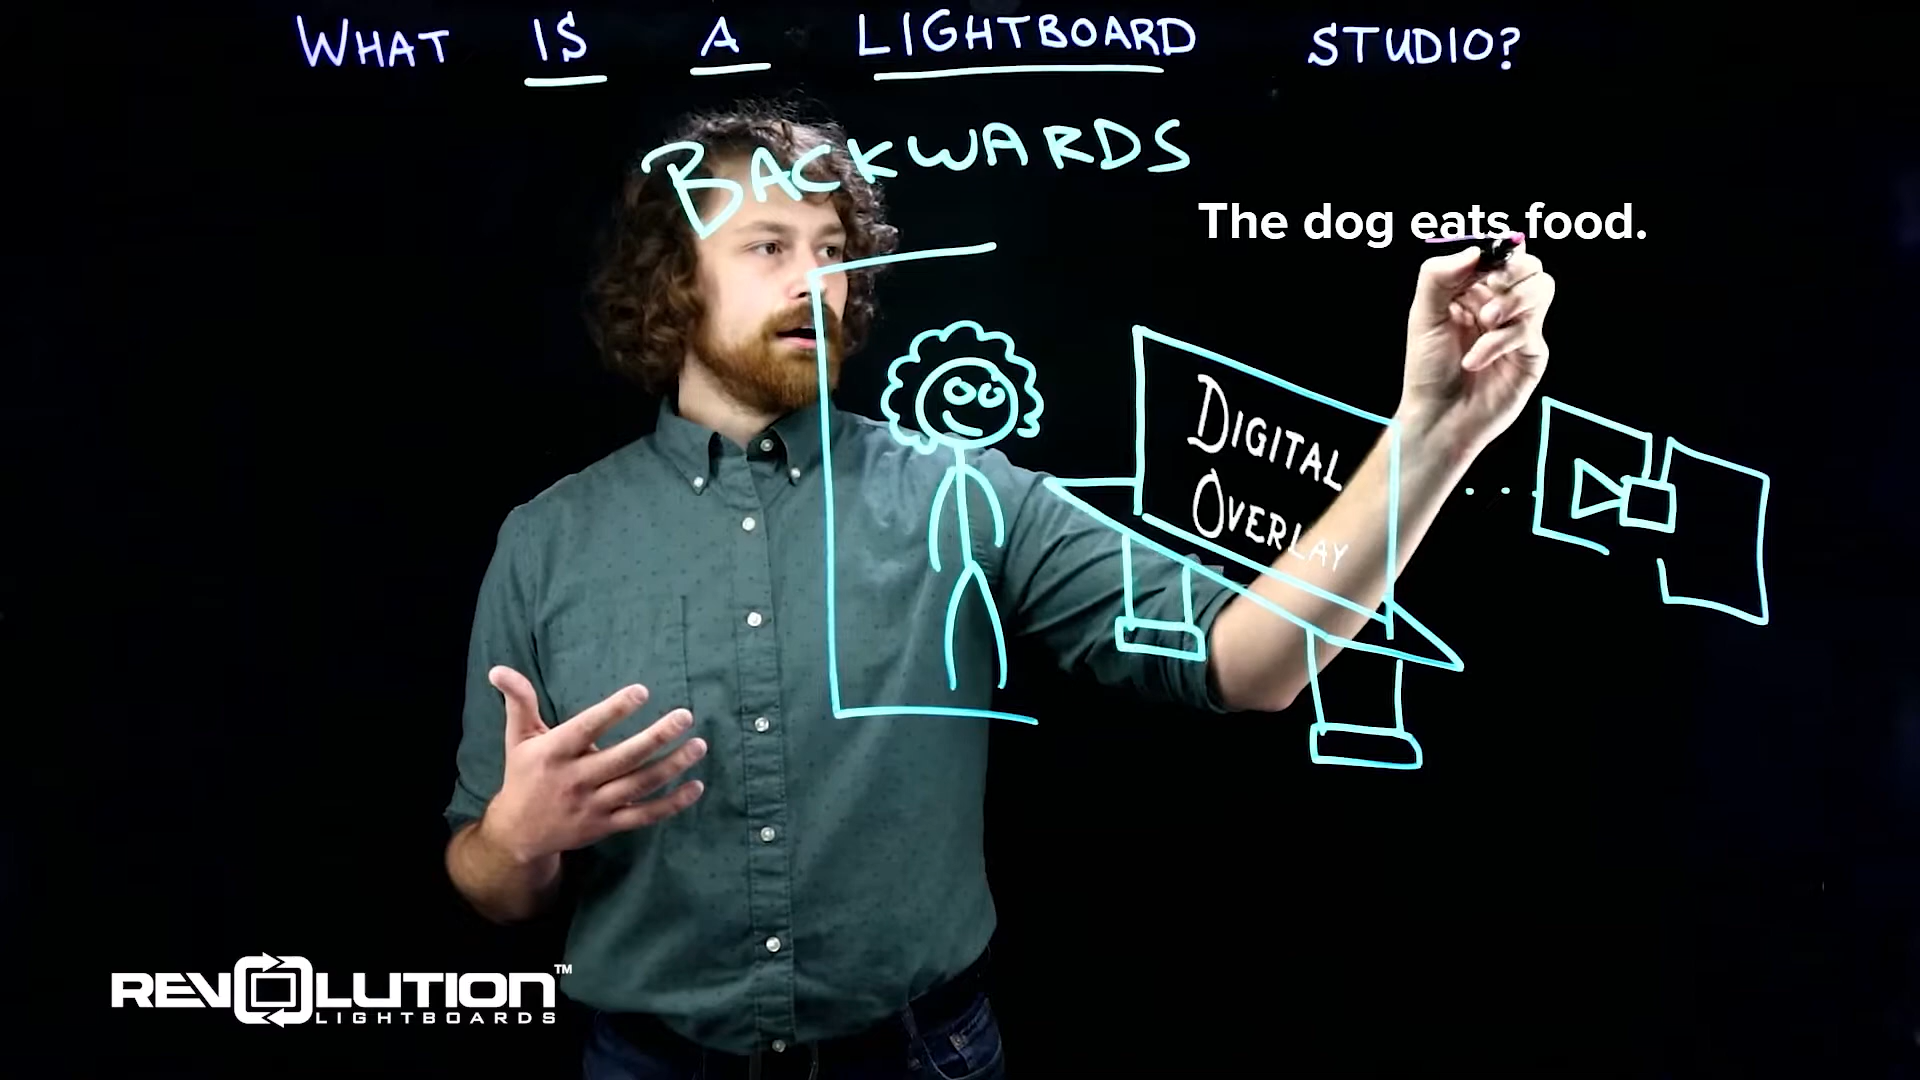 WHAT IS A LIGHTBOARD STUDIO?
BACKWARDS
The dog eats food.
DIGITAL
OVERLAY
REVOLUTION™
LIGHTBOARDS